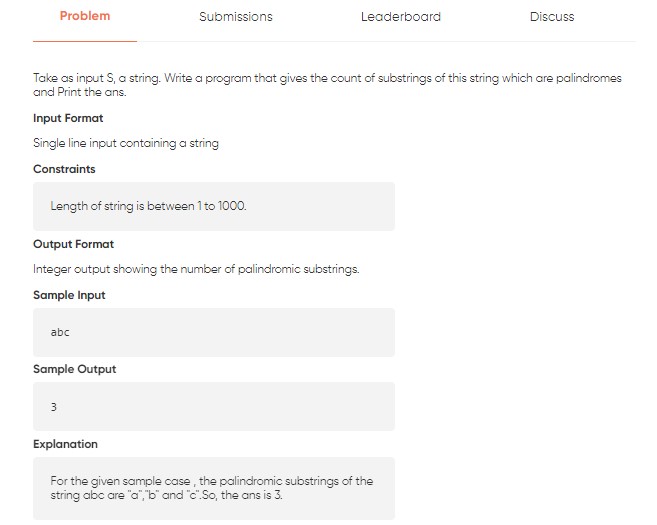 Problem Submissions Leaderboard Discuss
Take as input S, a string. Write a program that gives the count of substrings of this string which are palindromes
and Print the ans.
Input Format
Single line input containing a string
Constraints
Length of string is between 1 to 1000.
Output Format
Integer output showing the number of palindromic substrings.
Sample Input
abc
Sample Output
3
Explanation
For the given sample case , the palindromic substrings of the
string abc are "a","b" and "c".So, the ans is 3.